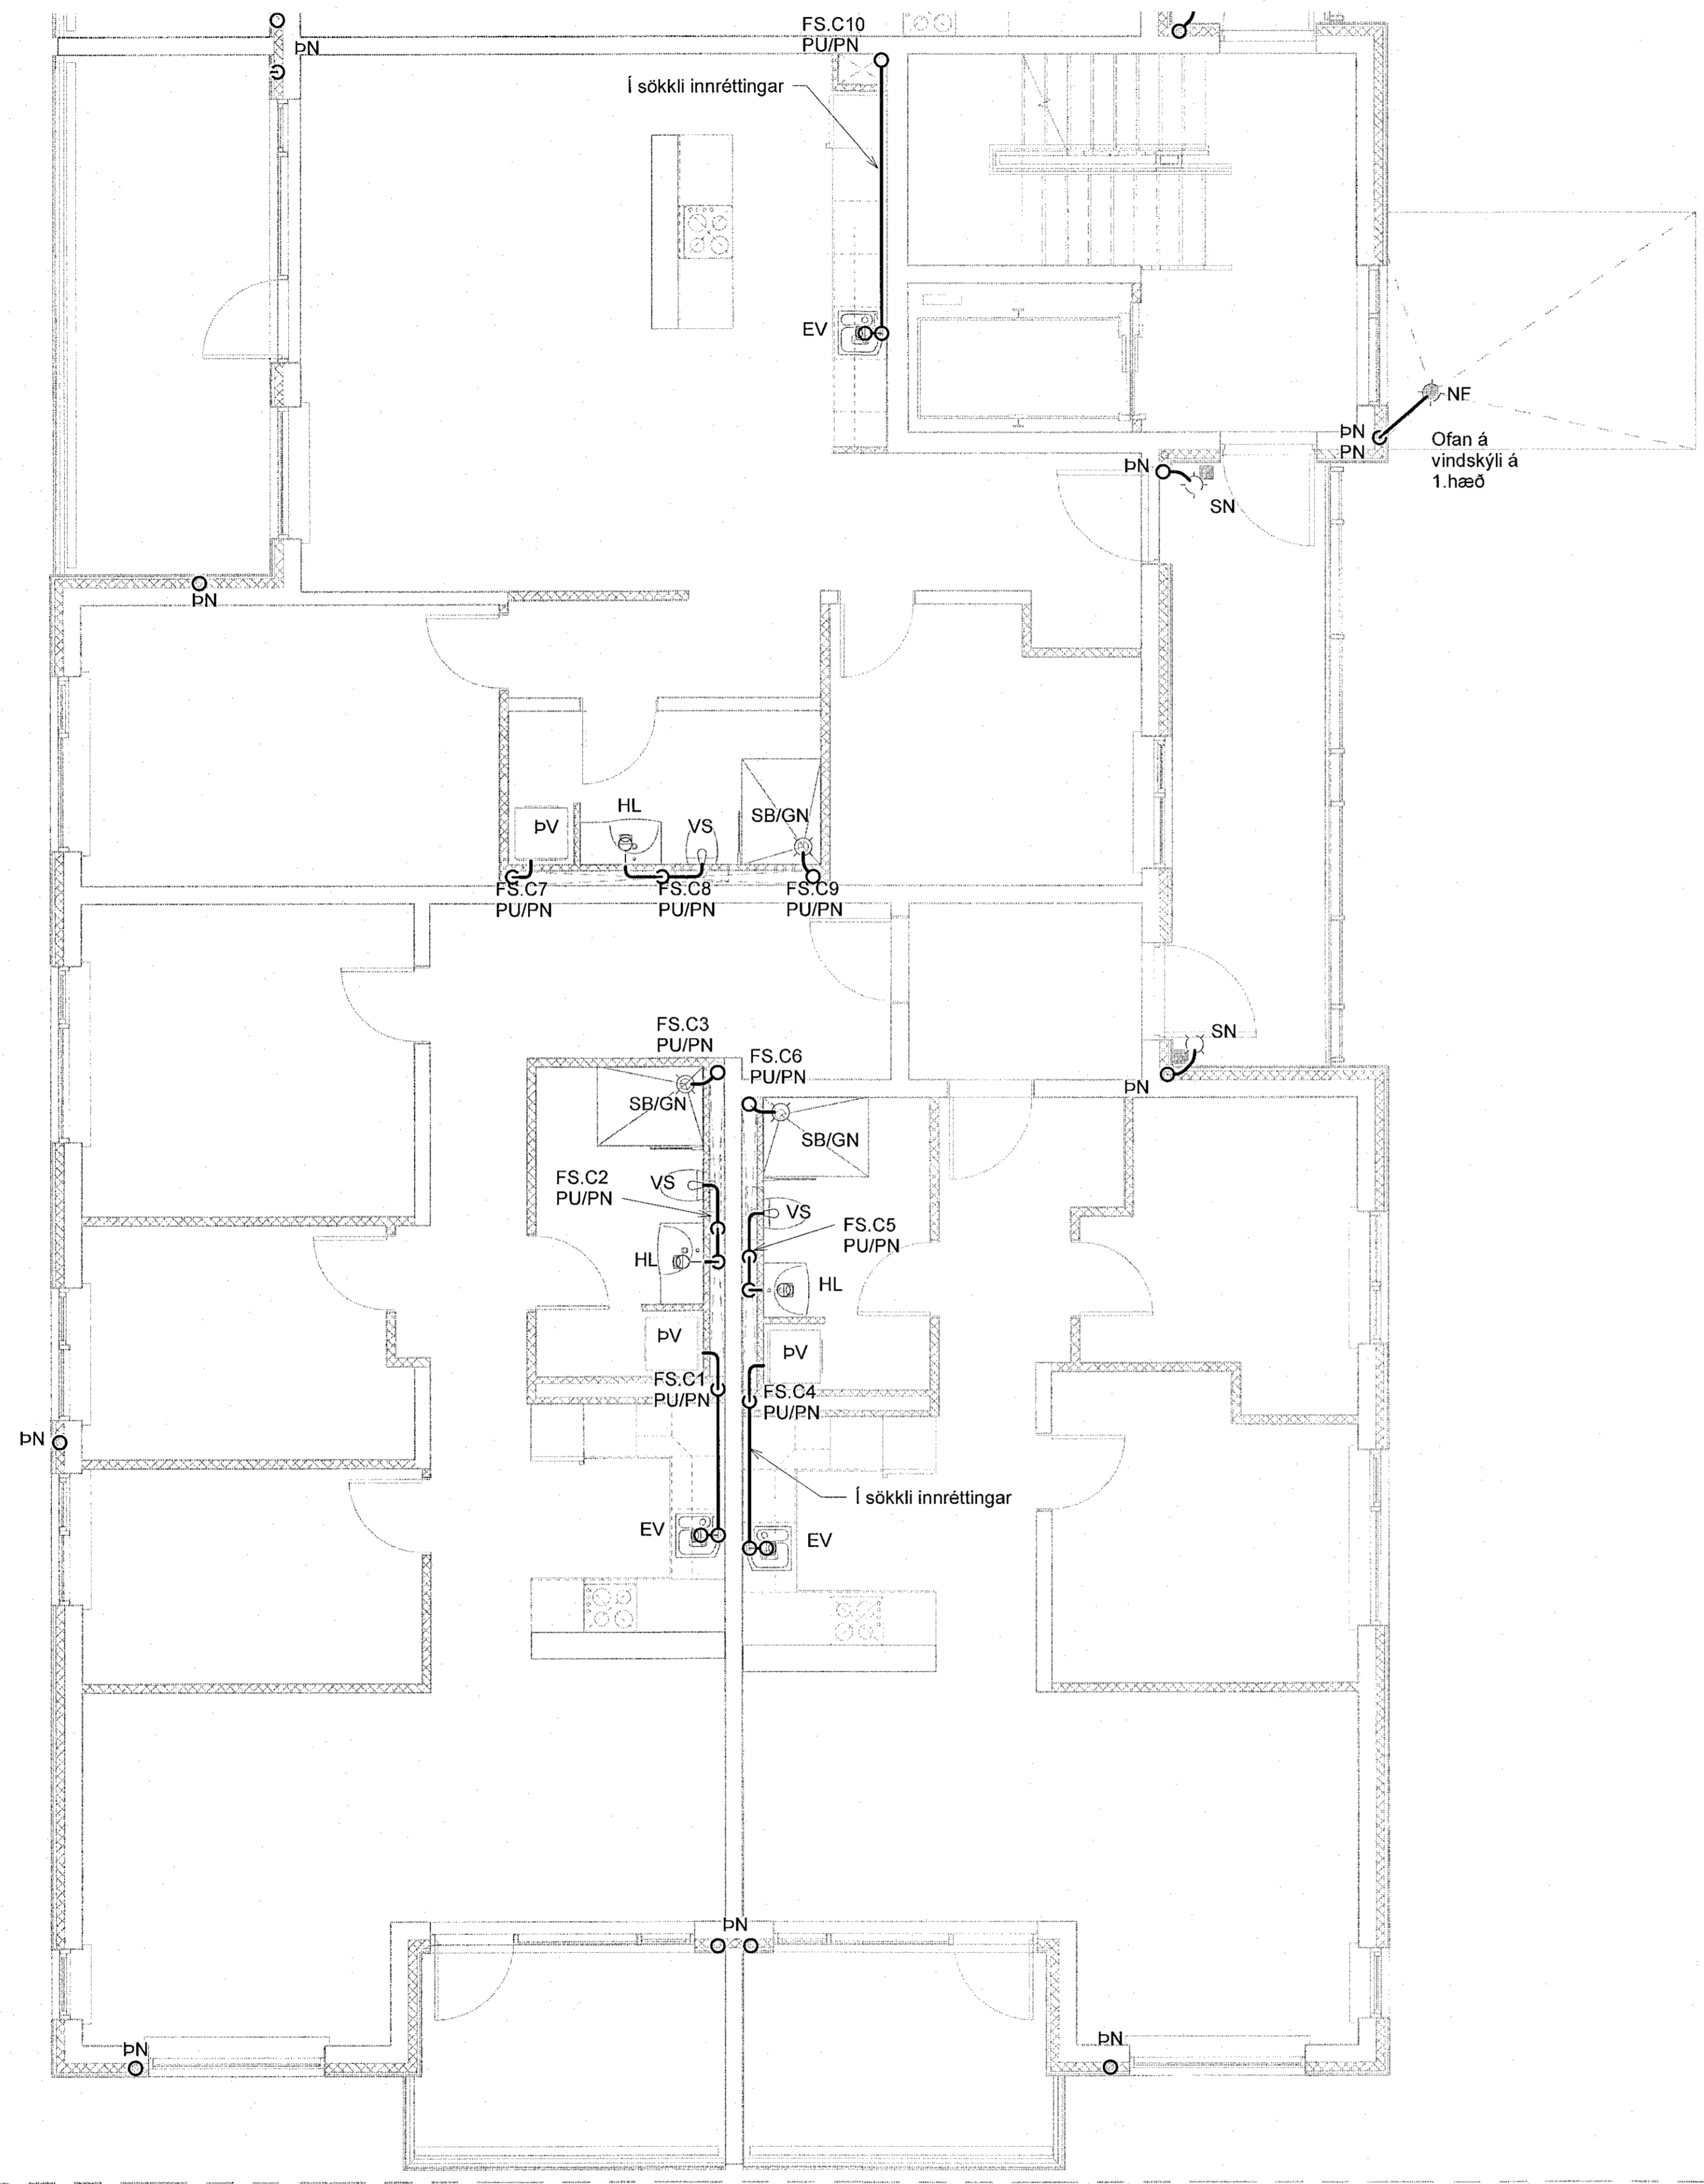 FS.C10
PU/PN
ÞN
Í sökkli innréttingar
EV
NF
ÞN
PN
Ofan á
vindskýli á
1.hæð
ÞN
SN
ÞN
HL
ÞV
VS
SB/GN
FS.C7
PU/PN
FS.C8
PU/PN
FS.C9
PU/PN
FS.C3
PU/PN
SN
FS.C6
PU/PN
ÞN
SB/GN
SB/GN
FS.C2
PU/PN
VS
VS
FS.C5
PU/PN
HL
HL
ÞV
ÞV
FS.C1
PU/PN
FS.C4
PU/PN
ÞN
Í sökkli innréttingar
EV
EV
ÞN
ÞN
ÞN